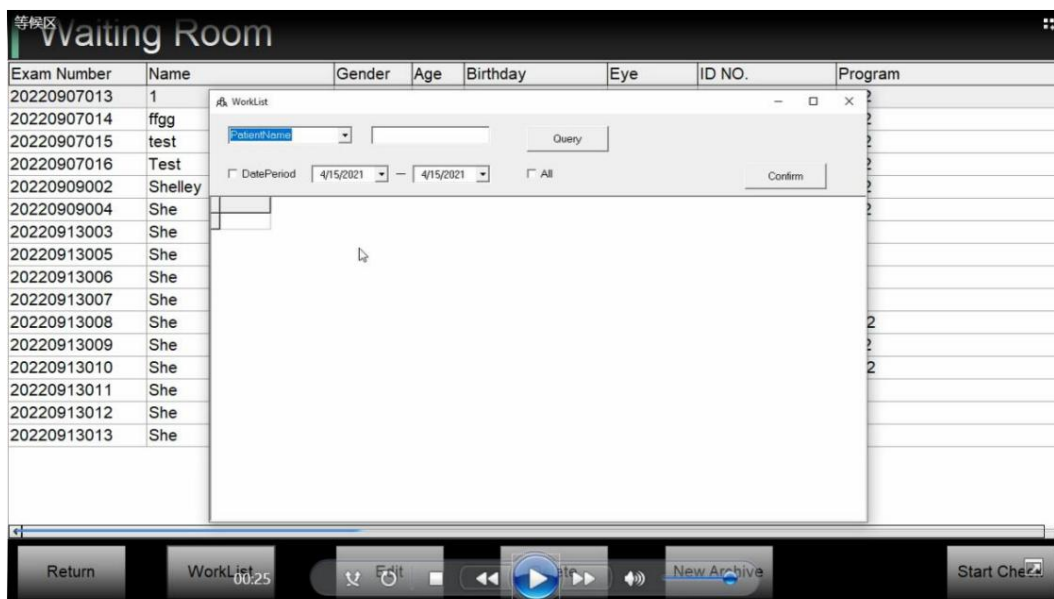 等候区
Waiting Room
Exam Number Name Gender Age Birthday Eye ID NO. Program
20220907013 1
20220907014 ffgg
20220907015 test
20220907016 Test
20220909002 Shelley
20220909004 She
20220913003 She
20220913005 She
20220913006 She
20220913007 She
20220913008 She 2
20220913009 She
20220913010 She 2
20220913011 She
20220913012 She
20220913013 She
WorkList
PatientName Query
DatePeriod 4/15/2021 — 4/15/2021 All Confirm
Return WorkList Edit New Archive Start Check
00:25